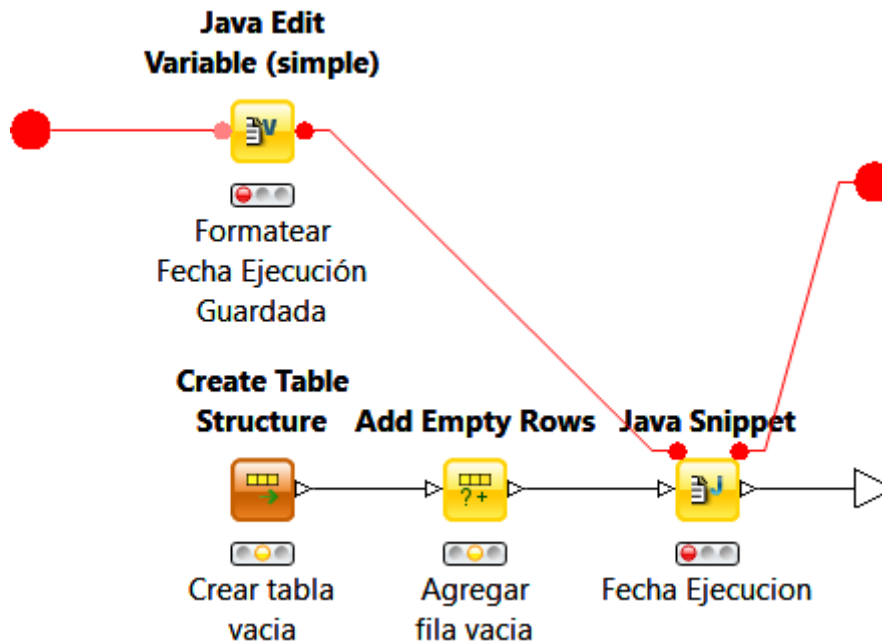 Java Edit
Variable (simple)
V
Formatear
Fecha Ejecución
Guardada
Create Table
Structure
Add Empty Rows
Java Snippet
? +
J
Crear tabla
vacia
Agregar
fila vacia
Fecha Ejecucion